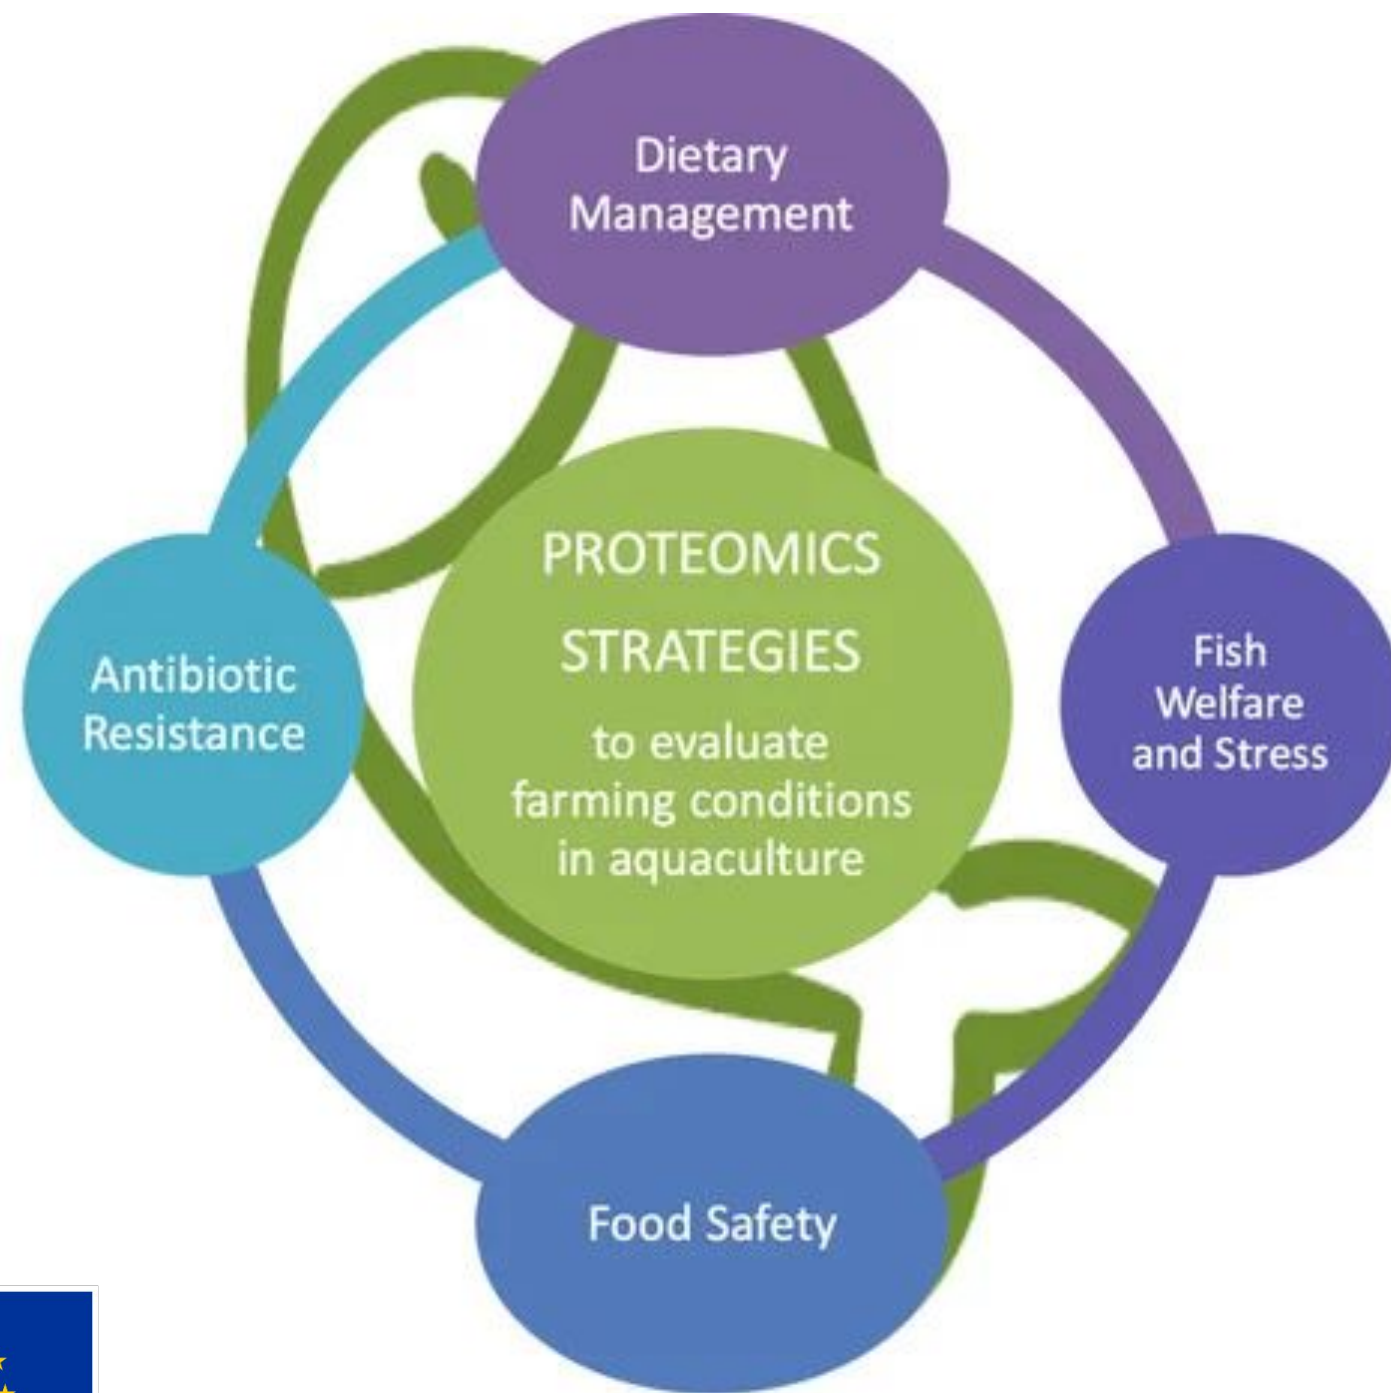 Dietary
Management
PROTEOMICS
STRATEGIES
to evaluate
farming conditions
in aquaculture
Antibiotic
Resistance
Fish
Welfare
and Stress
Food Safety